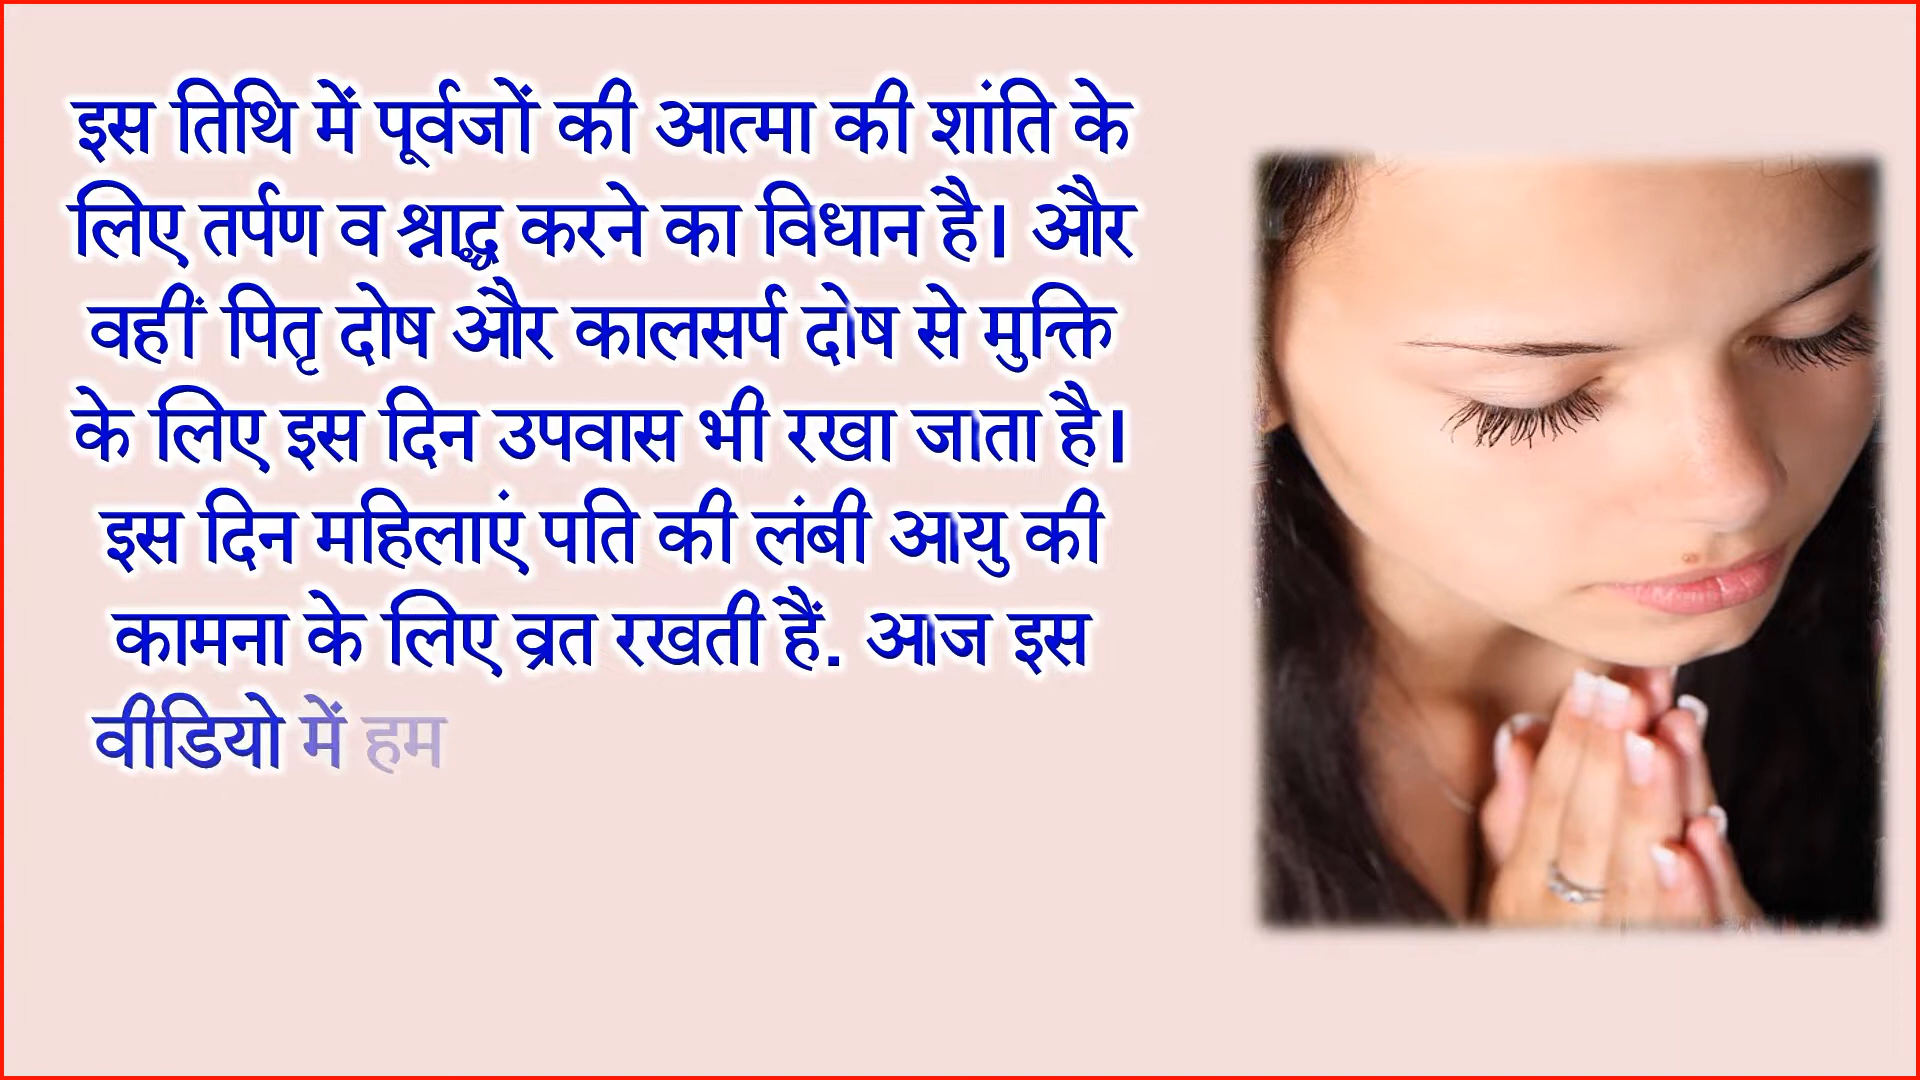 इस तिथि में पूर्वजों की आत्मा की शांति के
लिए तर्पण व श्राद्ध करने का विधान है। और
वहीं पितृ दोष और कालसर्प दोष से मुक्ति
के लिए इस दिन उपवास भी रखा जाता है।
इस दिन महिलाएं पति की लंबी आयु की
कामना के लिए व्रत रखती हैं. आज इस
वीडियो में हम